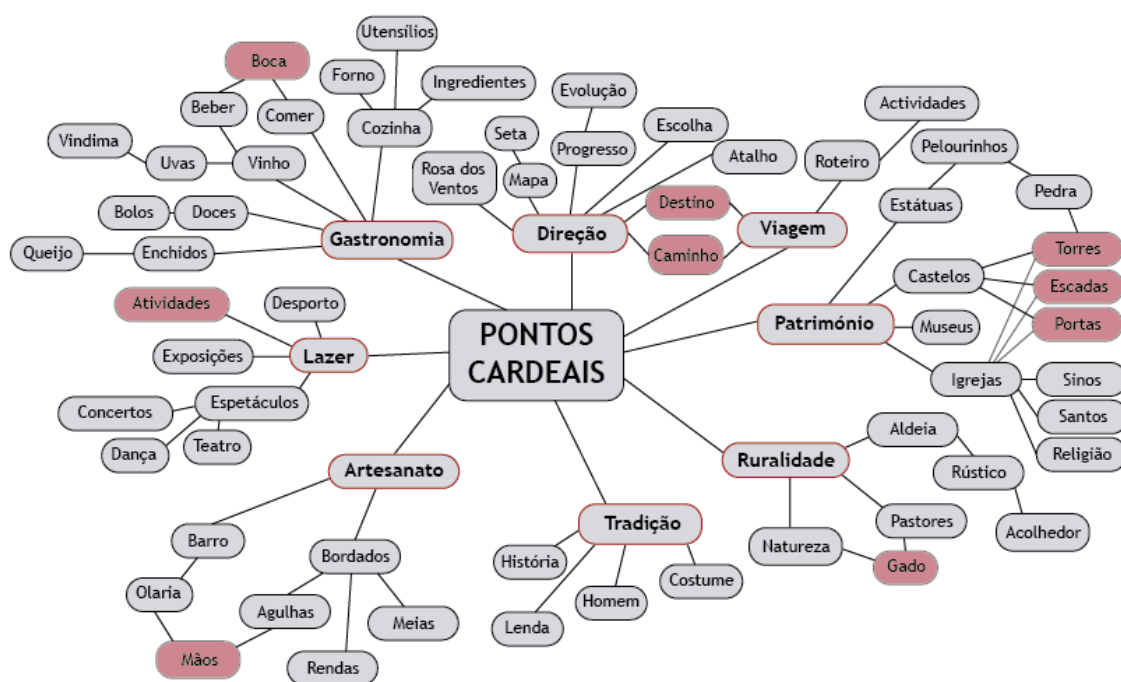 Utensílios
Boca
Forno
Ingredientes
Evolução
Actividades
Beber
Comer
Cozinha
Seta
Escolha
Vindima
Uvas
Vinho
Rosa dos
Ventos
Mapa
Progresso
Atalho
Roteiro
Pelourinhos
Pedra
Bolos
Doces
Destino
Estátuas
Queijo
Enchidos
Gastronomia
Direção
Caminho
Viagem
Torres
Castelos
Escadas
Atividades
Desporto
Património
Museus
Portas
Exposições
Lazer
PONTOS
CARDEAIS
Igrejas
Sinos
Concertos
Espetáculos
Santos
Dança
Teatro
Aldeia
Religião
Artesanato
Ruralidade
Rústico
Barro
Tradição
Pastores
Acolhedor
Bordados
História
Natureza
Gado
Olaria
Agulhas
Meias
Lenda
Homem
Costume
Mãos
Rendas